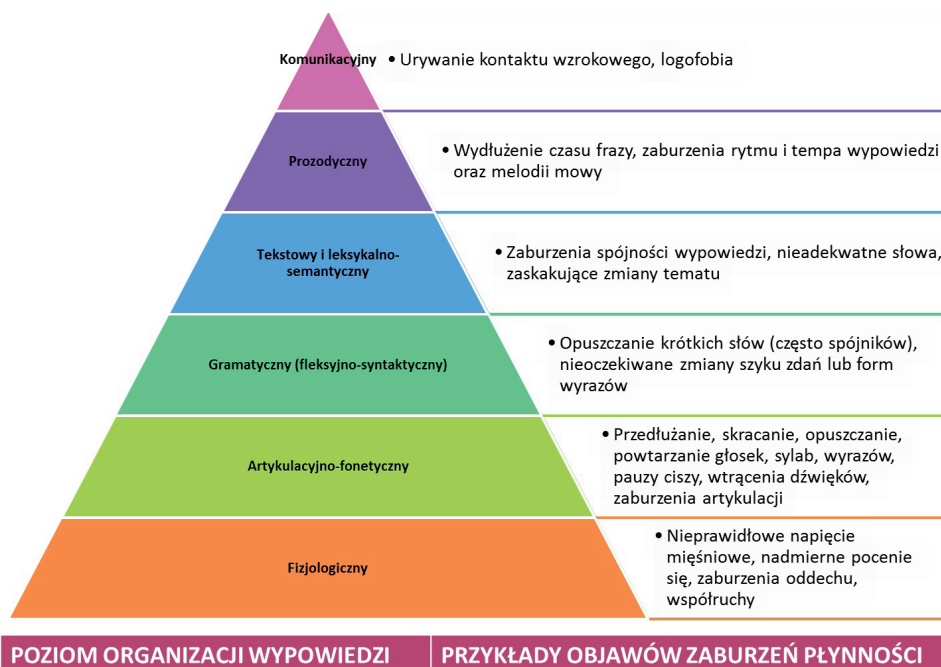 Komunikacyjny
• Urywanie kontaktu wzrokowego, logofobia
Prozodyczny
• Wydłużenie czasu frazy, zaburzenia rytmu i tempa wypowiedzi
oraz melodii mowy
Tekstowy i leksykalno-
semantyczny
• Zaburzenia spójności wypowiedzi, nieadekwatne słowa,
zaskakujące zmiany tematu
Gramatyczny (fleksyjno-syntaktyczny)
• Opuszczanie krótkich słów (często spójników),
nieoczekiwane zmiany szyku zdań lub form
wyrazów
Artykulacyjno-fonetyczny
• Przedłużanie, skracanie, opuszczanie,
powtarzanie głosek, sylab, wyrazów,
pauzy ciszy, wtrącenia dźwięków,
zaburzenia artykulacji
Fizjologiczny
• Nieprawidłowe napięcie
mięśniowe, nadmierne pocenie
się, zaburzenia oddechu,
współruchy
POZIOM ORGANIZACJI WYPOWIEDZI
PRZYKŁADY OBJAWÓW ZABURZEŃ PŁYNNOŚCI